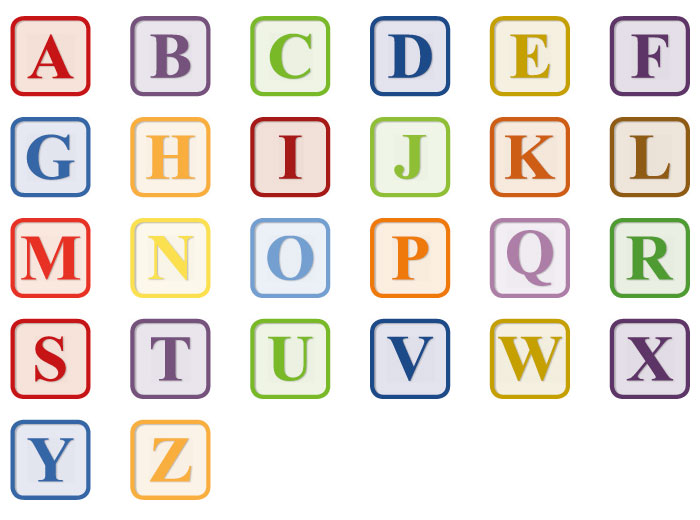 A B C D E F
G H I J K L
M N O P Q R
S T U V W X
Y Z